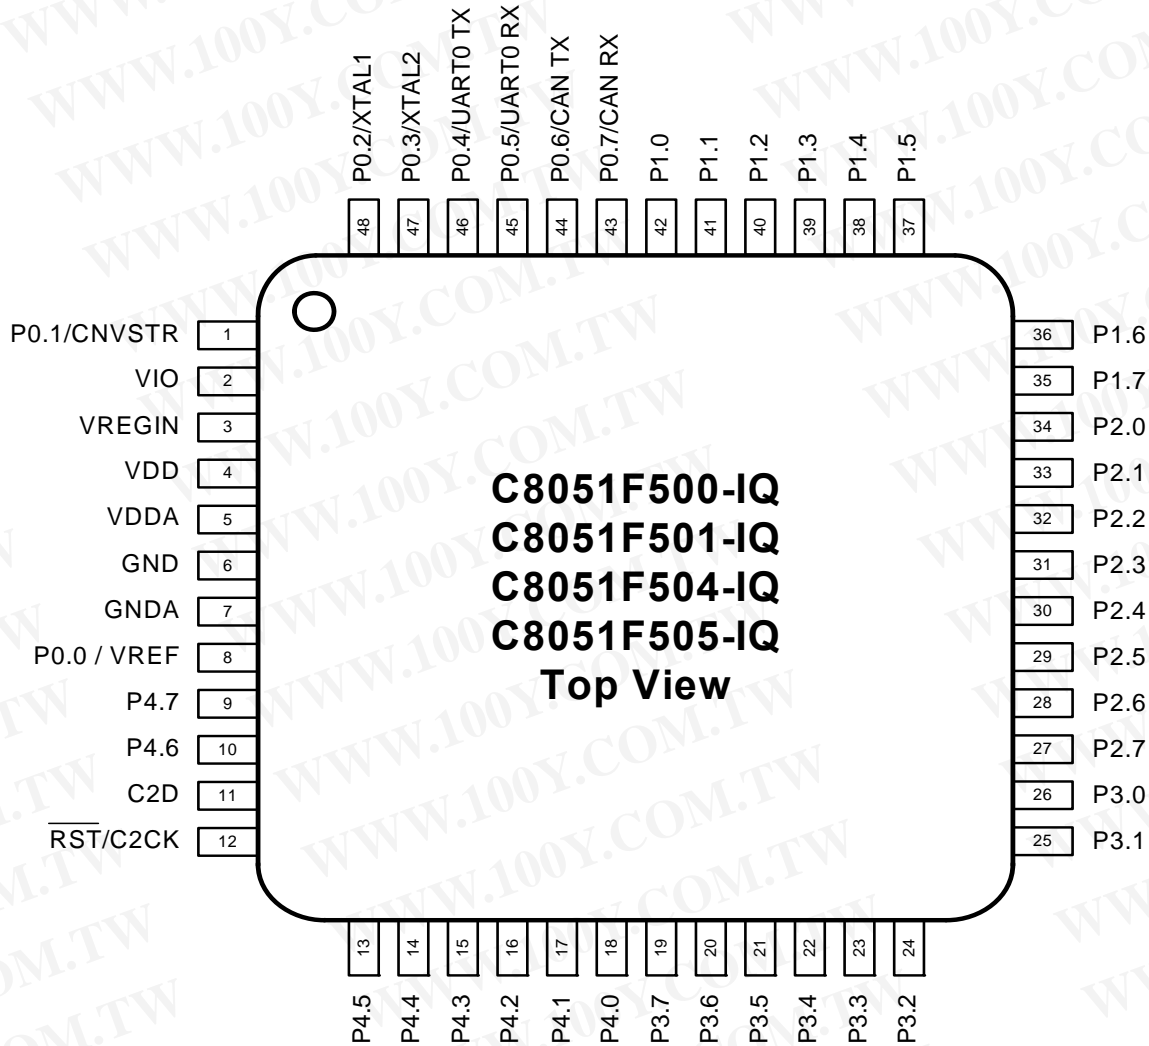 P0.2/XTAL1
P0.3/XTAL2
P0.4/UART0 TX
P0.5/UART0 RX
P0.6/CAN TX
P0.7/CAN RX
P1.0
P1.1
P1.2
P1.3
P1.4
P1.5
48
47
46
45
44
43
42
41
40
39
38
37
P0.1/CNVSTR 1
VIO 2
VREGIN 3
VDD 4
VDDA 5
GND 6
GNDA 7
P0.0 / VREF 8
P4.7 9
P4.6 10
C2D 11
RST/C2CK 12
C8051F500-IQ
C8051F501-IQ
C8051F504-IQ
C8051F505-IQ
Top View
36 P1.6
35 P1.7
34 P2.0
33 P2.1
32 P2.2
31 P2.3
30 P2.4
29 P2.5
28 P2.6
27 P2.7
26 P3.0
25 P3.1
13
14
15
16
17
18
19
20
21
22
23
24
P4.5
P4.4
P4.3
P4.2
P4.1
P4.0
P3.7
P3.6
P3.5
P3.4
P3.3
P3.2
WWW.100Y.COM.TW